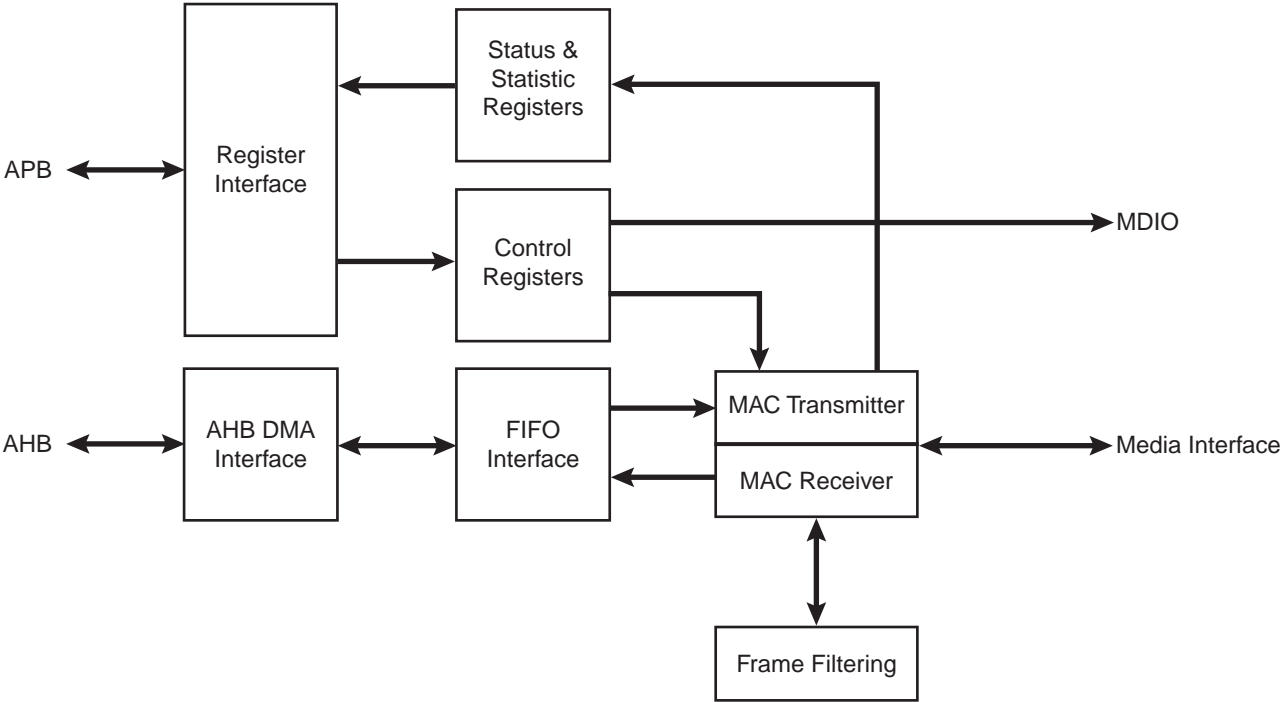 Status &
Statistic
Registers
APB
Register
Interface
Control
Registers
MDIO
AHB
AHB DMA
Interface
FIFO
Interface
MAC Transmitter
MAC Receiver
Media Interface
Frame Filtering